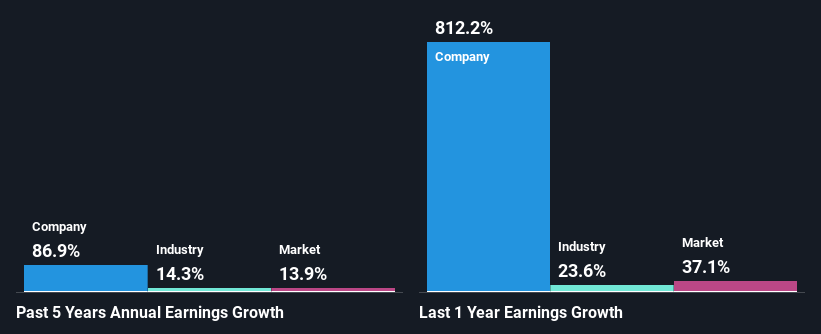 Company
86.9%
Industry
14.3%
Market
13.9%
Past 5 Years Annual Earnings Growth
812.2%
Company
Industry
23.6%
Market
37.1%
Last 1 Year Earnings Growth